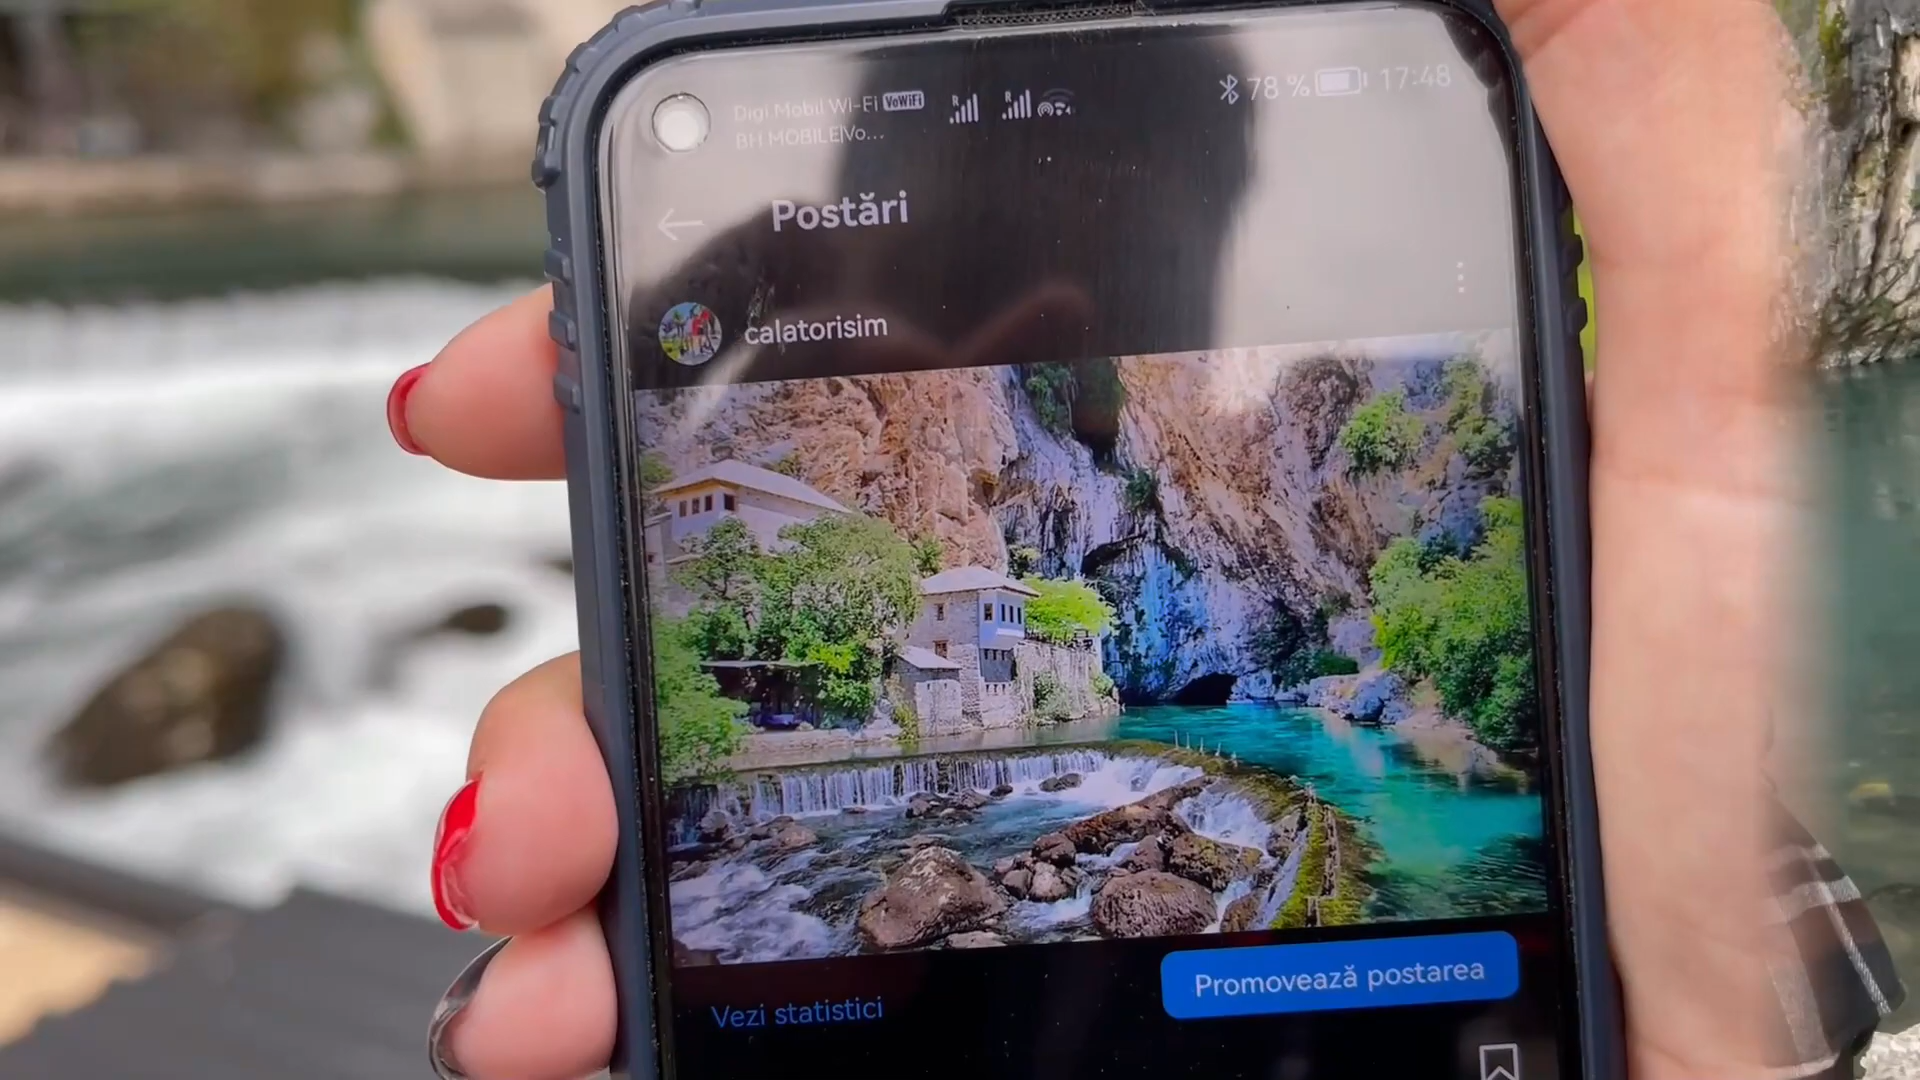 Digi Mobil Wi-Fi VoWiFi
BH MOBILE|Vo...
R R 78 % 17:48
Postări
calatorisim
Vezi statistici
Promovează postarea